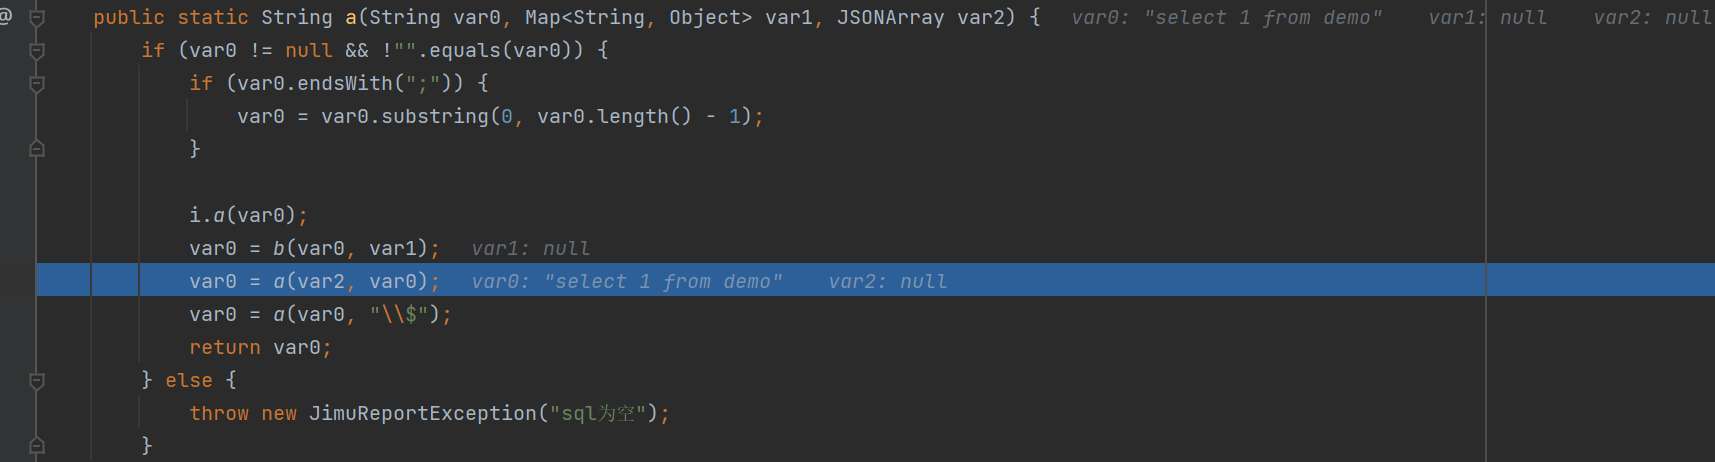 @ public static String a(String var0, Map<String, Object> var1, JSONArray var2) { var0: "select 1 from demo" var1: null var2: null
if (var0 != null && !"".equals(var0)) {
if (var0.endsWith(";")) {
var0 = var0.substring(0, var0.length() - 1);
}
i.a(var0);
var0 = b(var0, var1); var1: null
var0 = a(var2, var0); var0: "select 1 from demo" var2: null
var0 = a(var0, "\\$");
return var0;
} else {
throw new JimuReportException("sql为空");
}